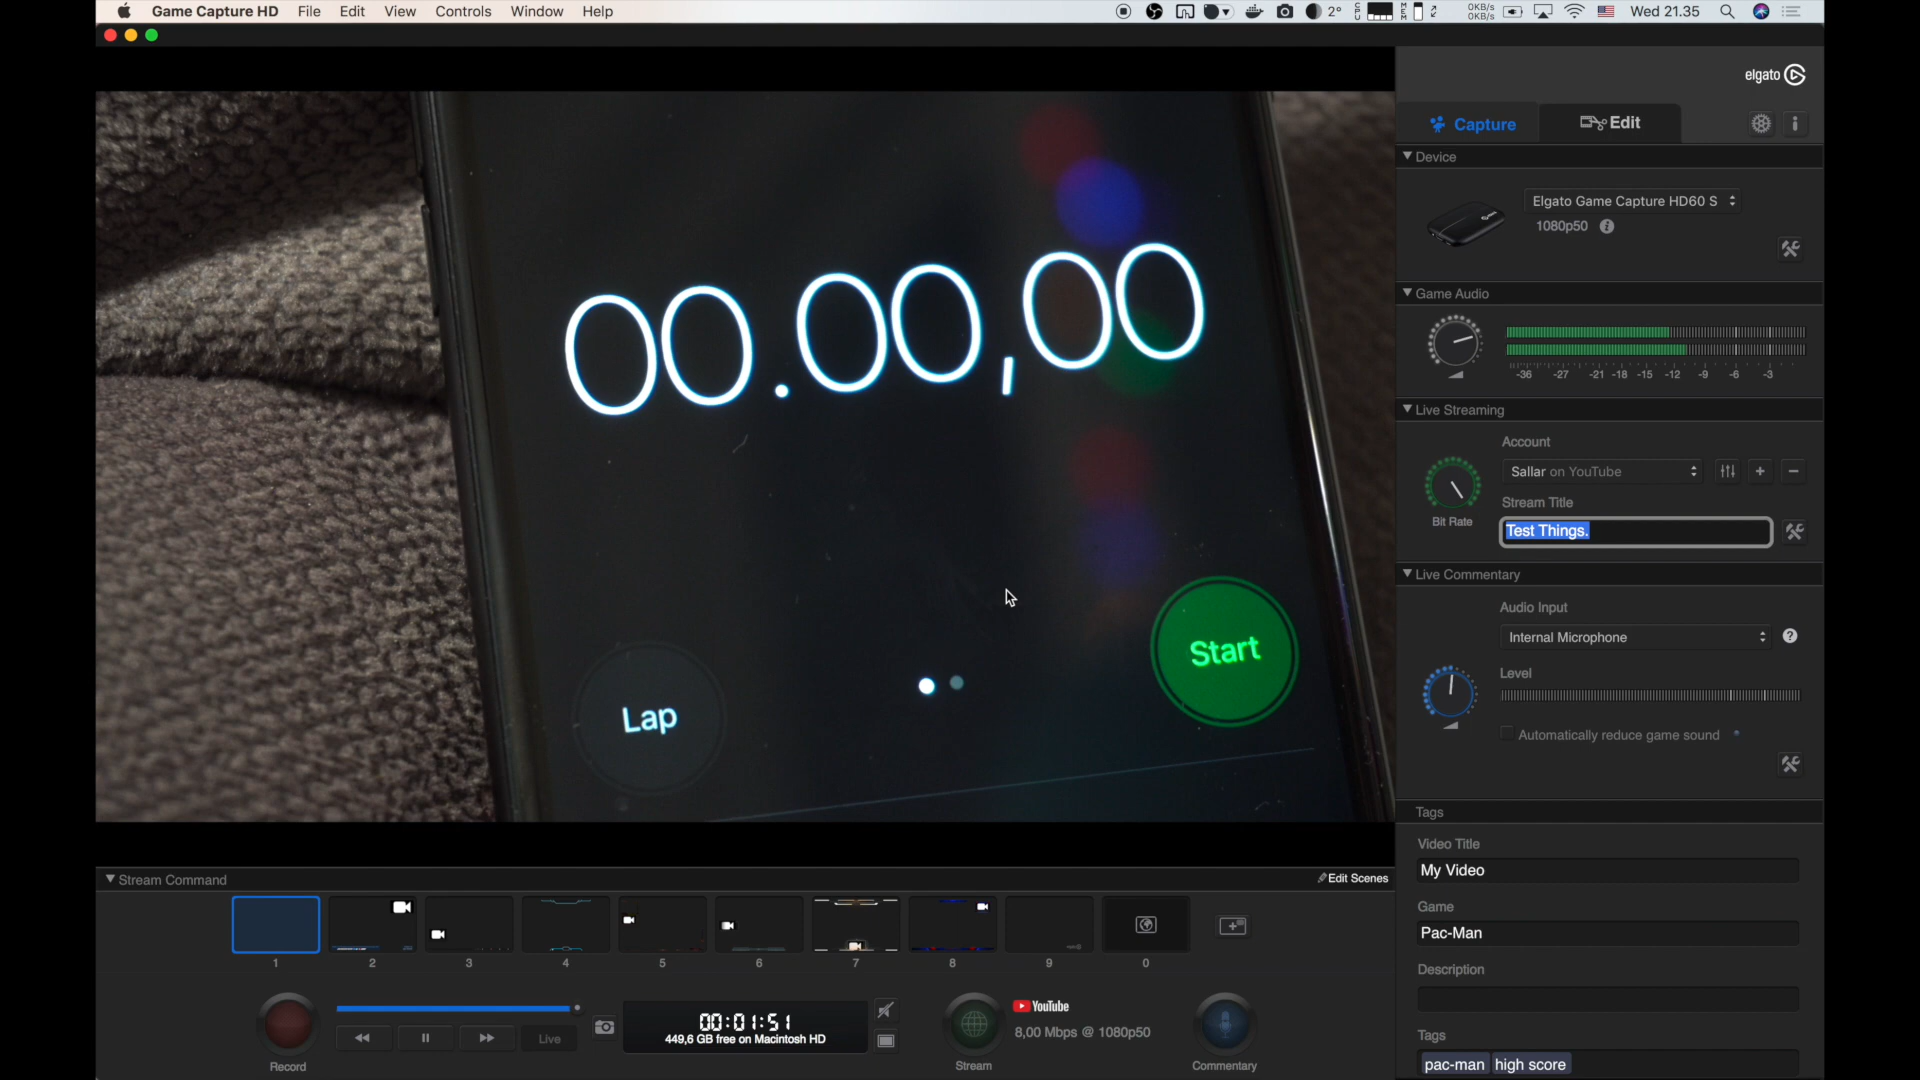 Game Capture HD File Edit View Controls Window Help
2° CPU MEM 0KB/s 0KB/s Wed 21.35
elgato
Capture Edit
Device
Elgato Game Capture HD60 S
1080p50
Game Audio
-36 -27 -21 -18 -15 -12 -9 -6 -3
Live Streaming
Account
Sallar on YouTube
Bit Rate
Stream Title
Test Things.
Live Commentary
Audio Input
Internal Microphone
Level
Automatically reduce game sound
Tags
Video Title
My Video
Game
Pac-Man
Description
Tags
pac-man high score
00.00,00
Lap
Start
Stream Command
Edit Scenes
1 2 3 4 5 6 7 8 9 0
Record
Live
00:01:51
449,6 GB free on Macintosh HD
Stream
YouTube
8,00 Mbps @ 1080p50
Commentary